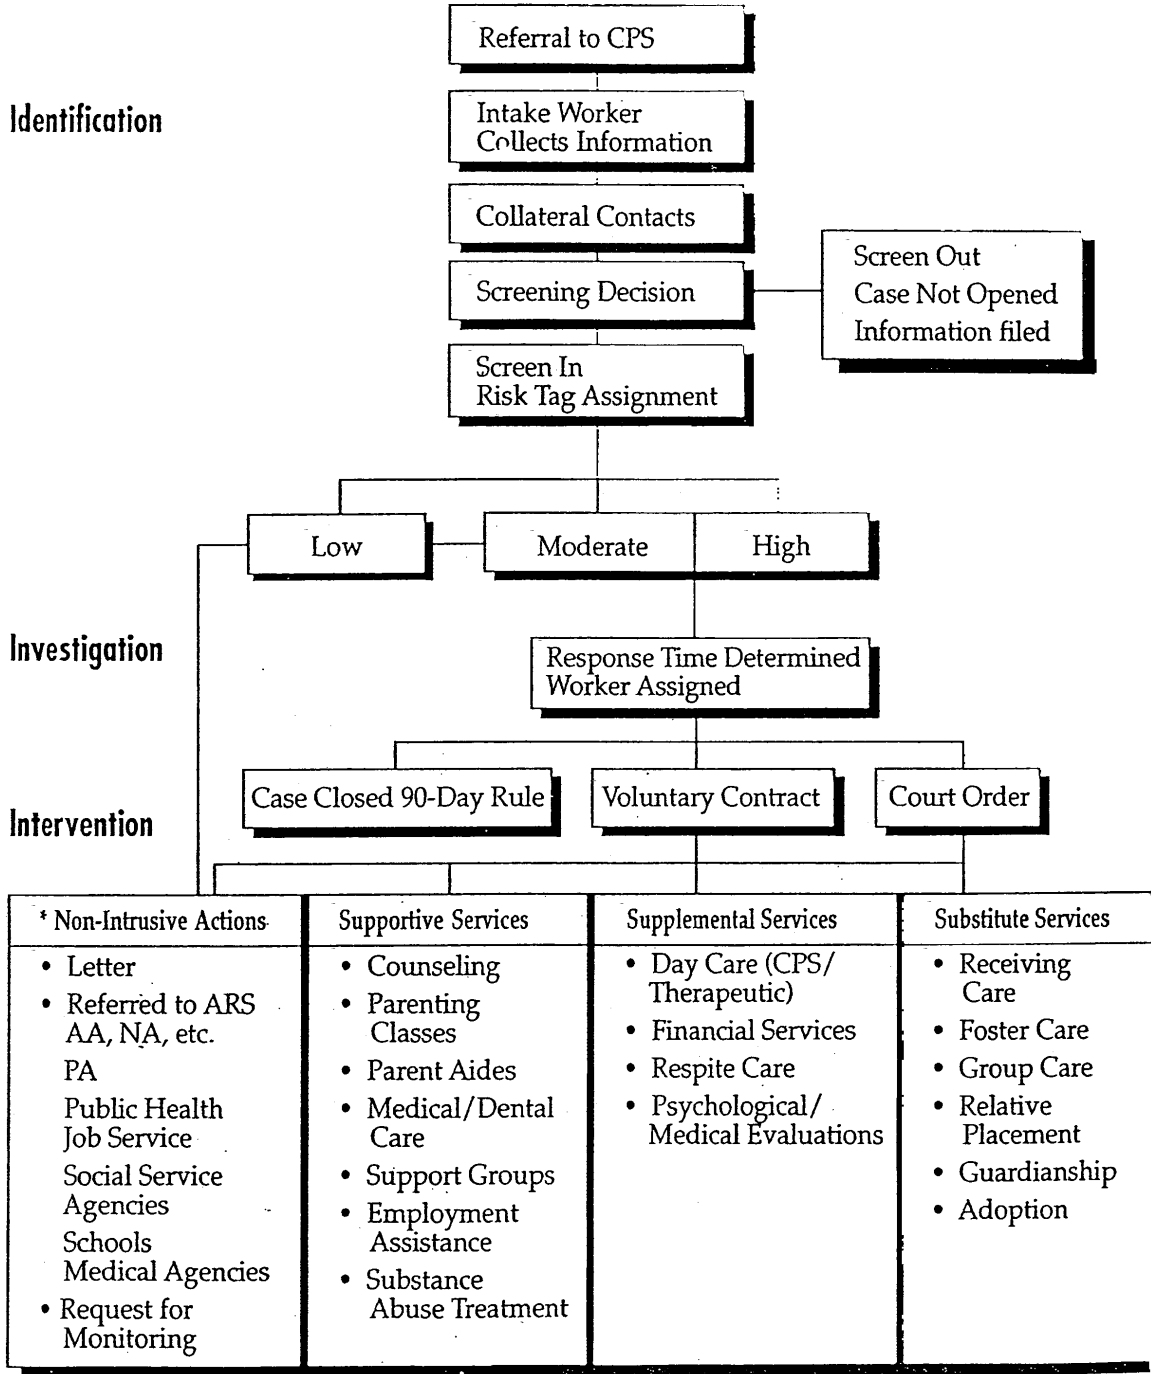 Referral to CPS
Identification
Intake Worker
Collects Information
Collateral Contacts
Screening Decision
Screen Out
Case Not Opened
Information filed
Screen In
Risk Tag Assignment
Low
Moderate
High
Investigation
Response Time Determined
Worker Assigned
Intervention
Case Closed 90-Day Rule
Voluntary Contract
Court Order
* Non-Intrusive Actions
• Letter
• Referred to ARS
AA, NA, etc.
PA
Public Health
Job Service
Social Service
Agencies
Schools
Medical Agencies
• Request for
Monitoring
Supportive Services
• Counseling
• Parenting
Classes
• Parent Aides
• Medical/Dental
Care
• Support Groups
• Employment
Assistance
• Substance
Abuse Treatment
Supplemental Services
• Day Care (CPS/
Therapeutic)
• Financial Services
• Respite Care
• Psychological/
Medical Evaluations
Substitute Services
• Receiving
Care
• Foster Care
• Group Care
• Relative
Placement
• Guardianship
• Adoption